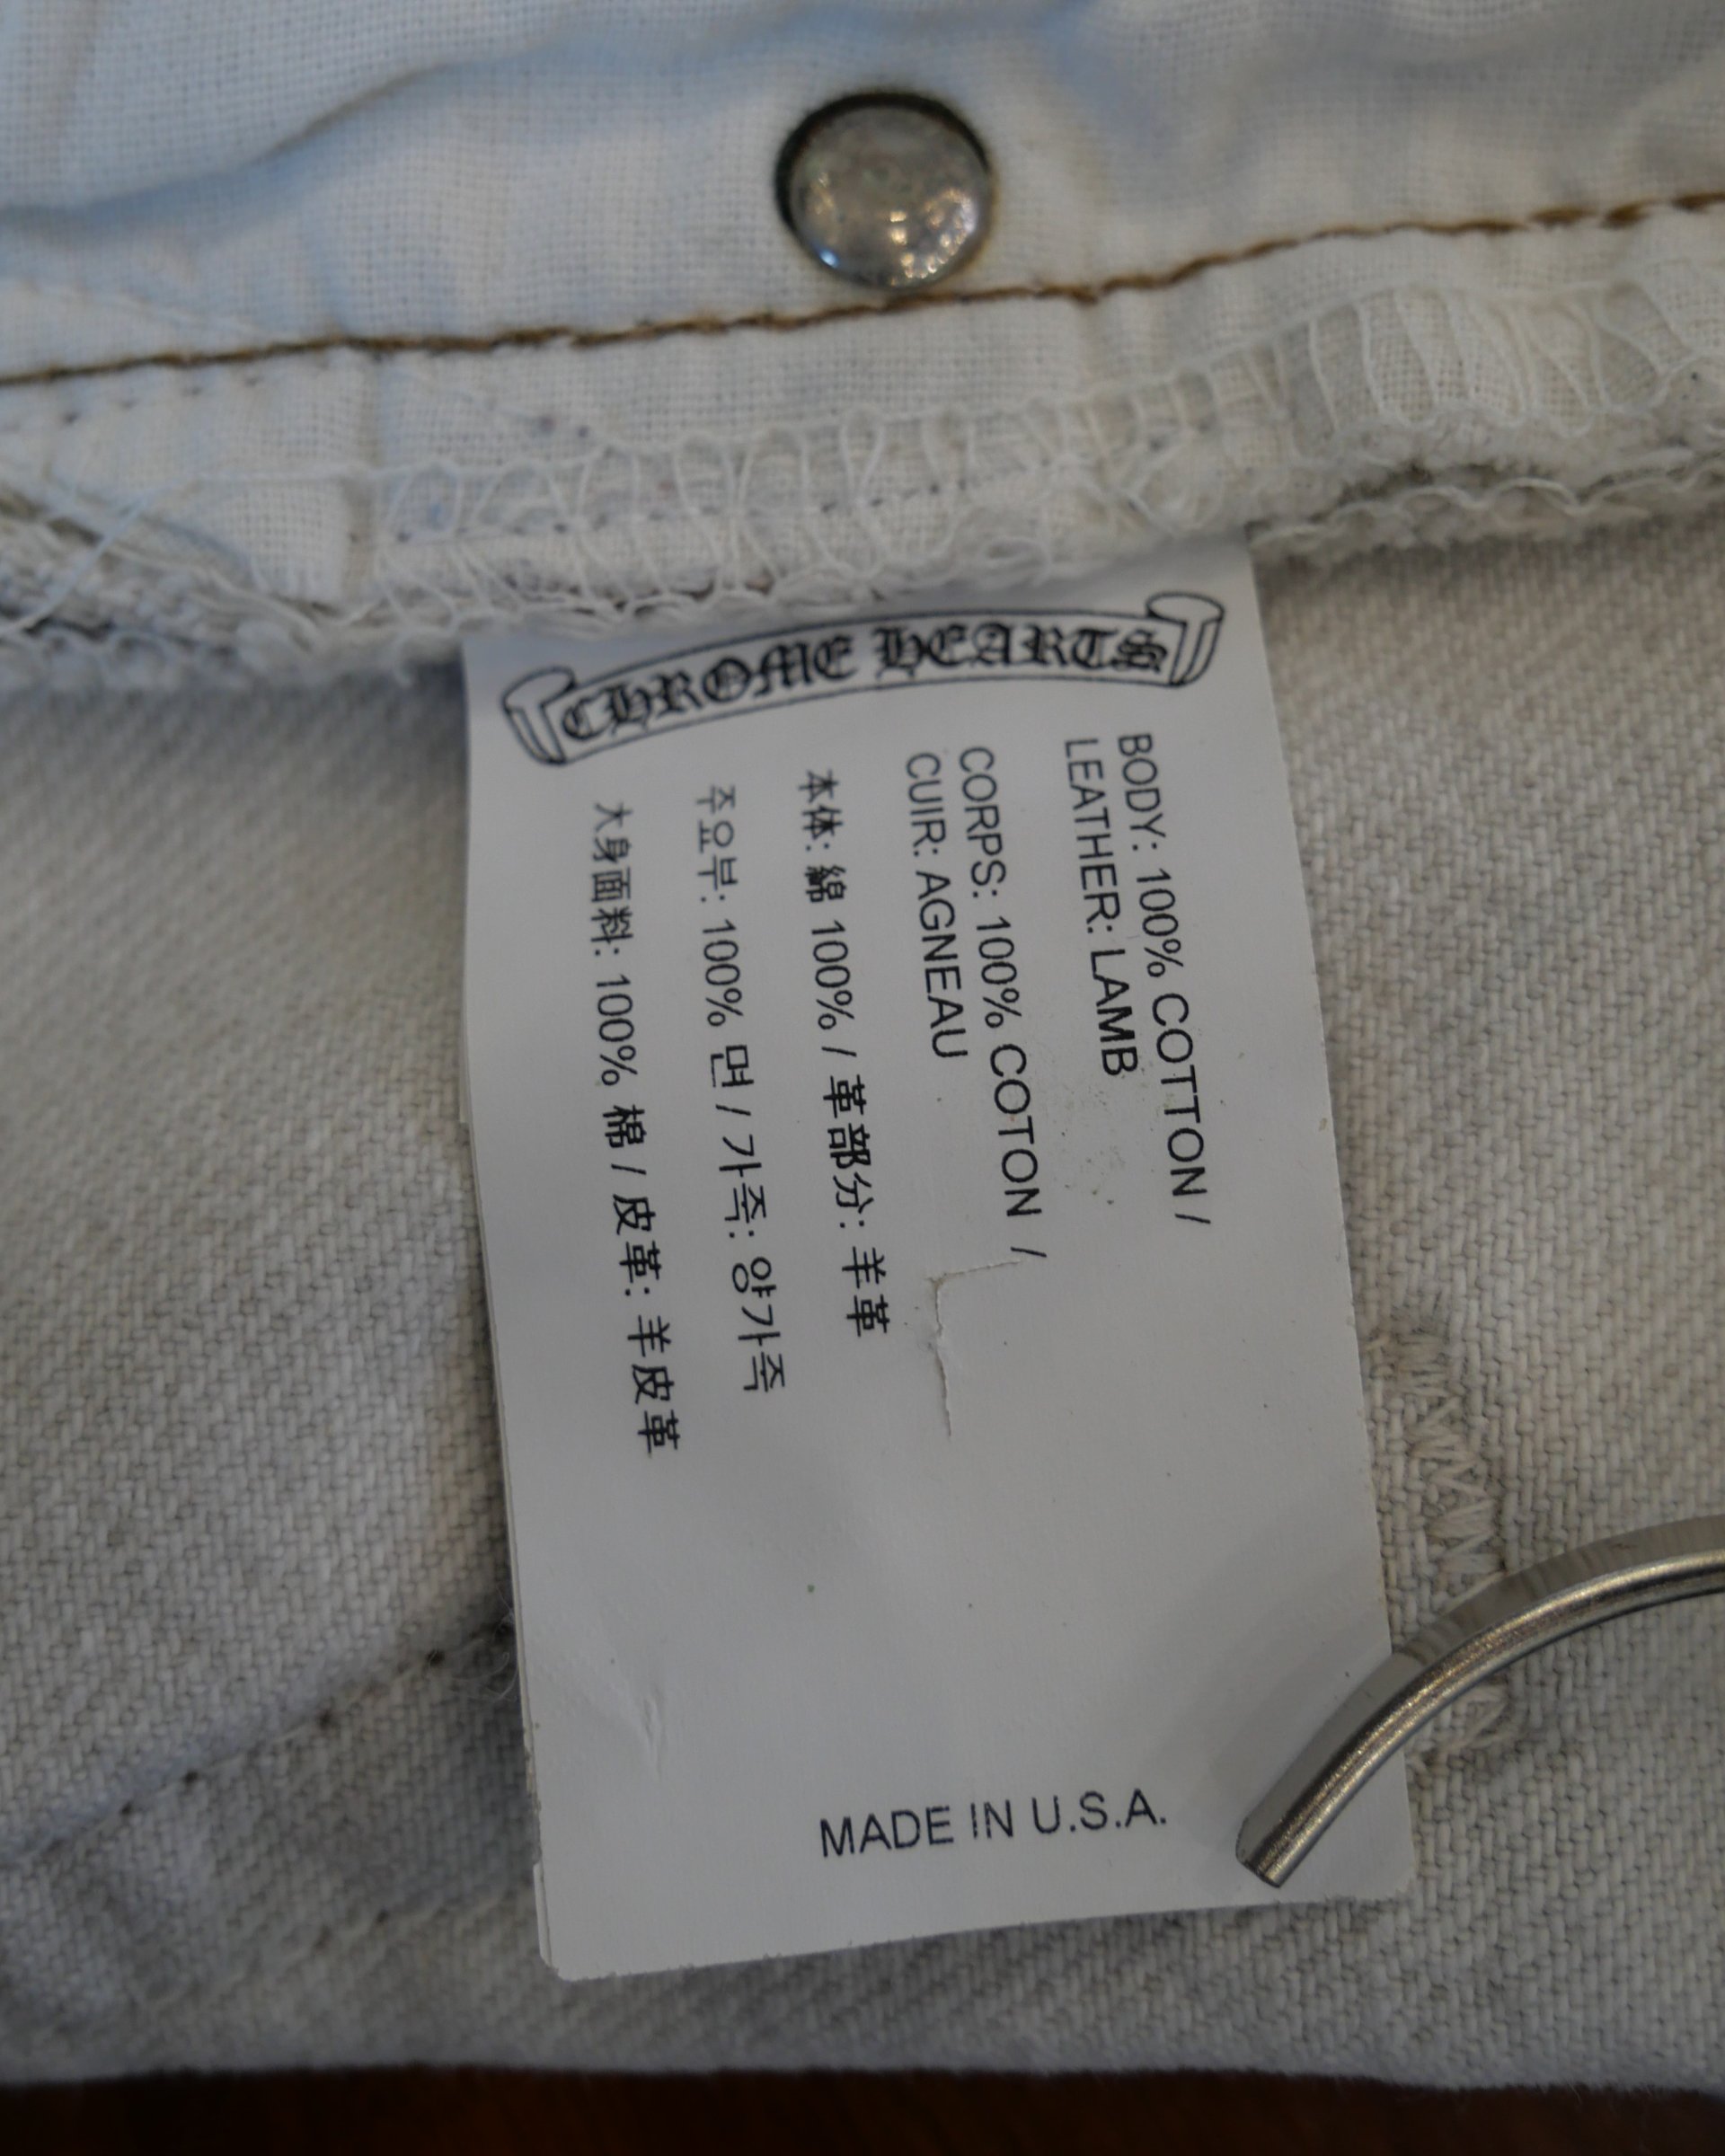 CHROME HEARTS
BODY: 100% COTTON /
LEATHER: LAMB
CORPS: 100% COTON /
CUIR: AGNEAU
本体: 綿 100% / 革部分: 羊革
주요부: 100% 면 / 가죽: 양가죽
大身面料: 100% 棉 / 皮革: 羊皮革
MADE IN U.S.A.